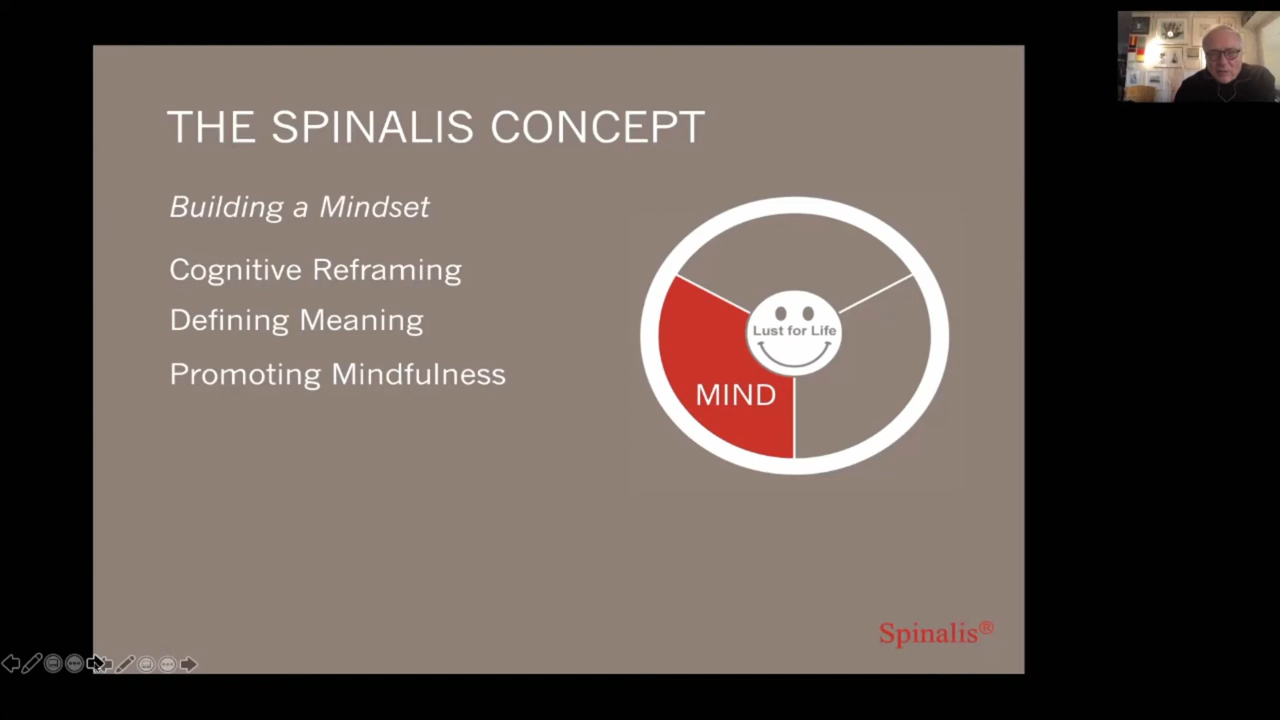 THE SPINALIS CONCEPT
Building a Mindset
Cognitive Reframing
Defining Meaning
Promoting Mindfulness
Lust for Life
MIND
Spinalis®